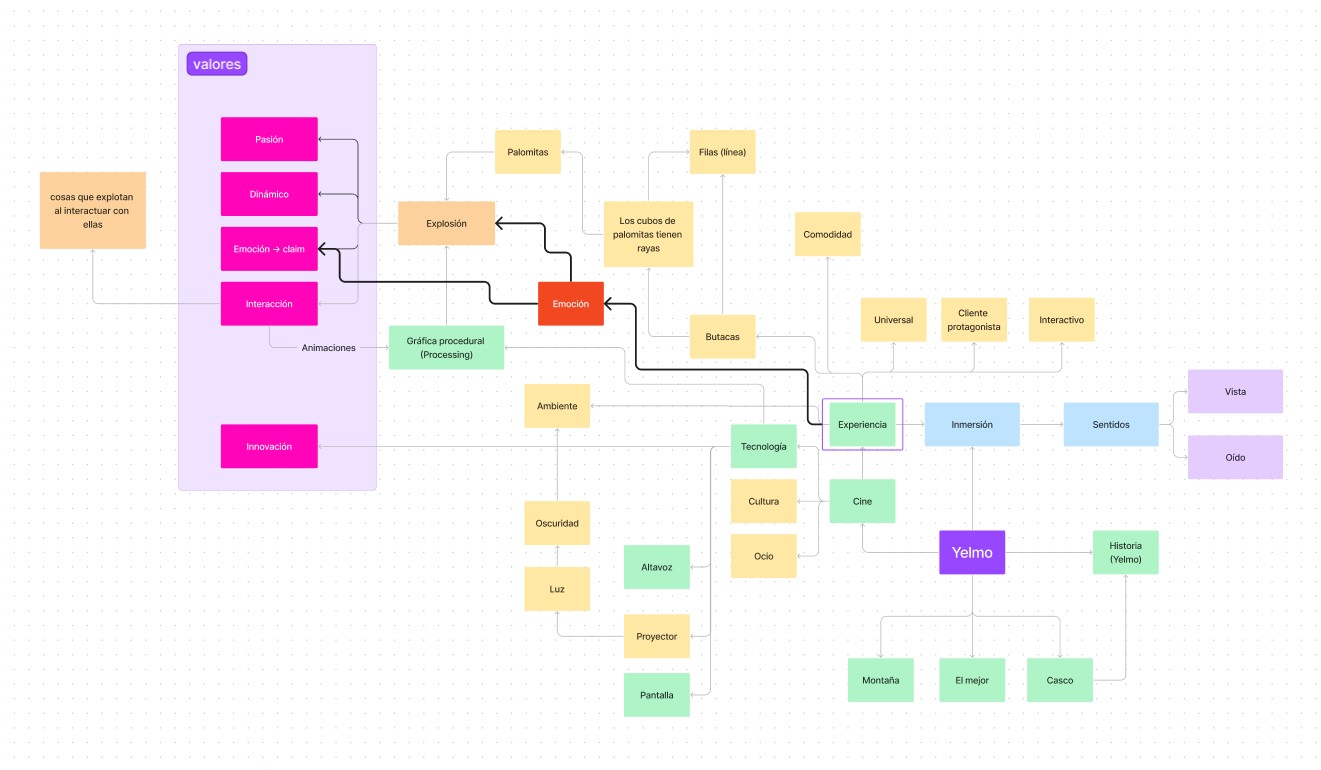 valores
Pasión
Dinámico
Emoción → claim
Interacción
Innovación
cosas que explotan
al interactuar con
ellas
Animaciones
Palomitas
Filas (línea)
Explosión
Los cubos de
palomitas tienen
rayas
Comodidad
Emoción
Gráfica procedural
(Processing)
Butacas
Universal
Cliente
protagonista
Interactivo
Ambiente
Experiencia
Inmersión
Sentidos
Vista
Oído
Tecnología
Cultura
Cine
Ocio
Oscuridad
Altavoz
Luz
Proyector
Pantalla
Yelmo
Historia
(Yelmo)
Montaña
El mejor
Casco